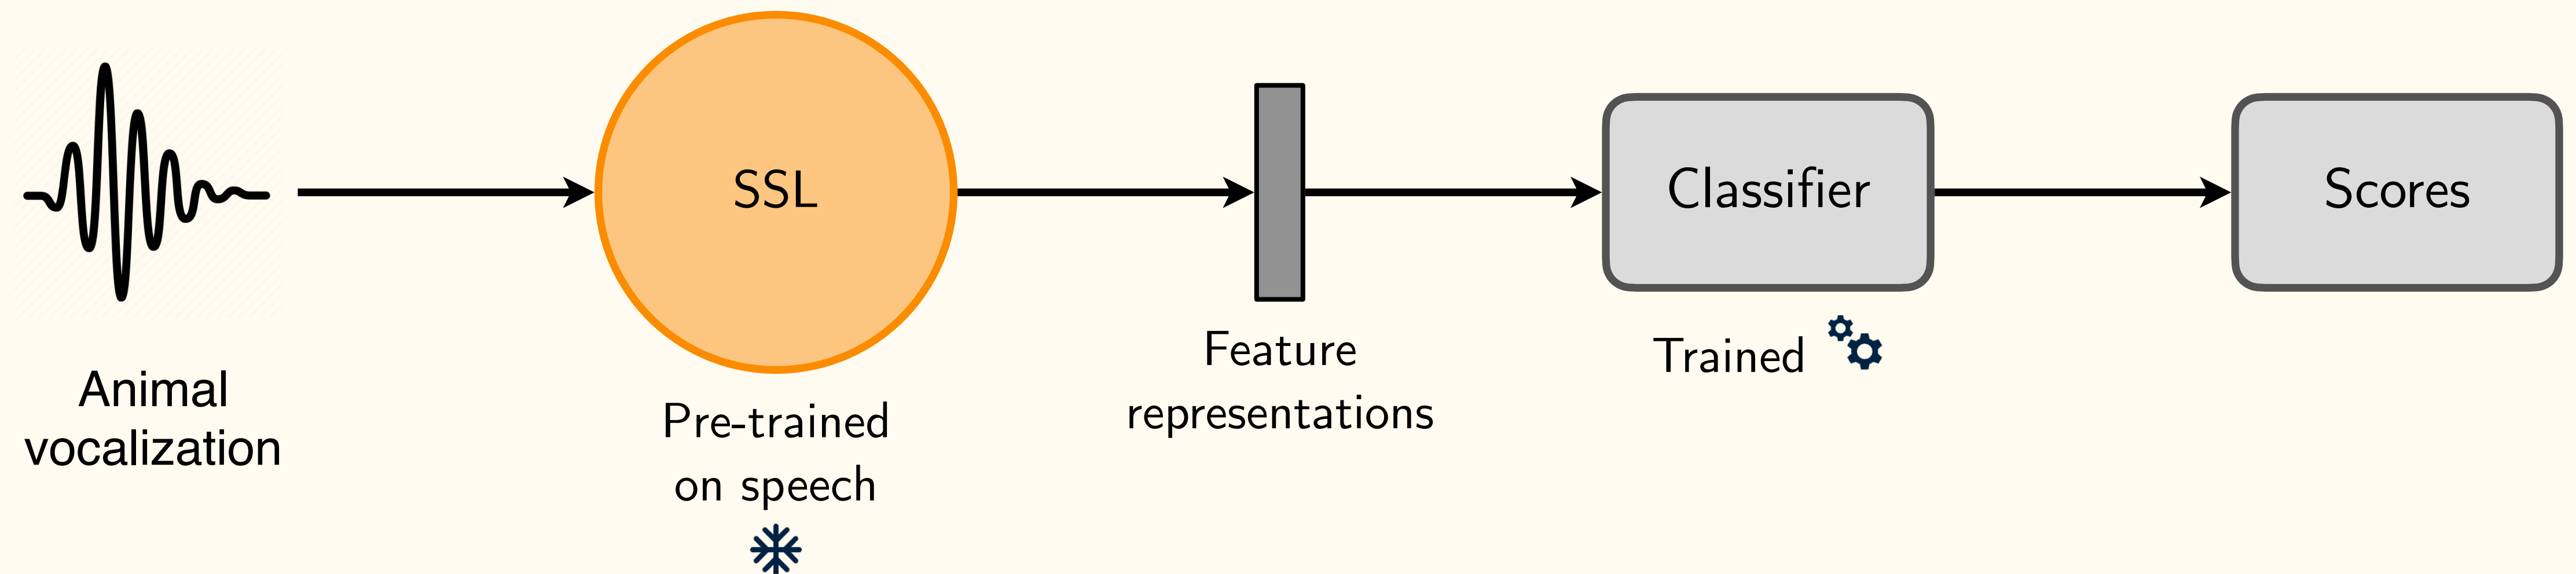 Animal
vocalization
SSL
Pre-trained
on speech
Feature
representations
Classifier
Trained
Scores